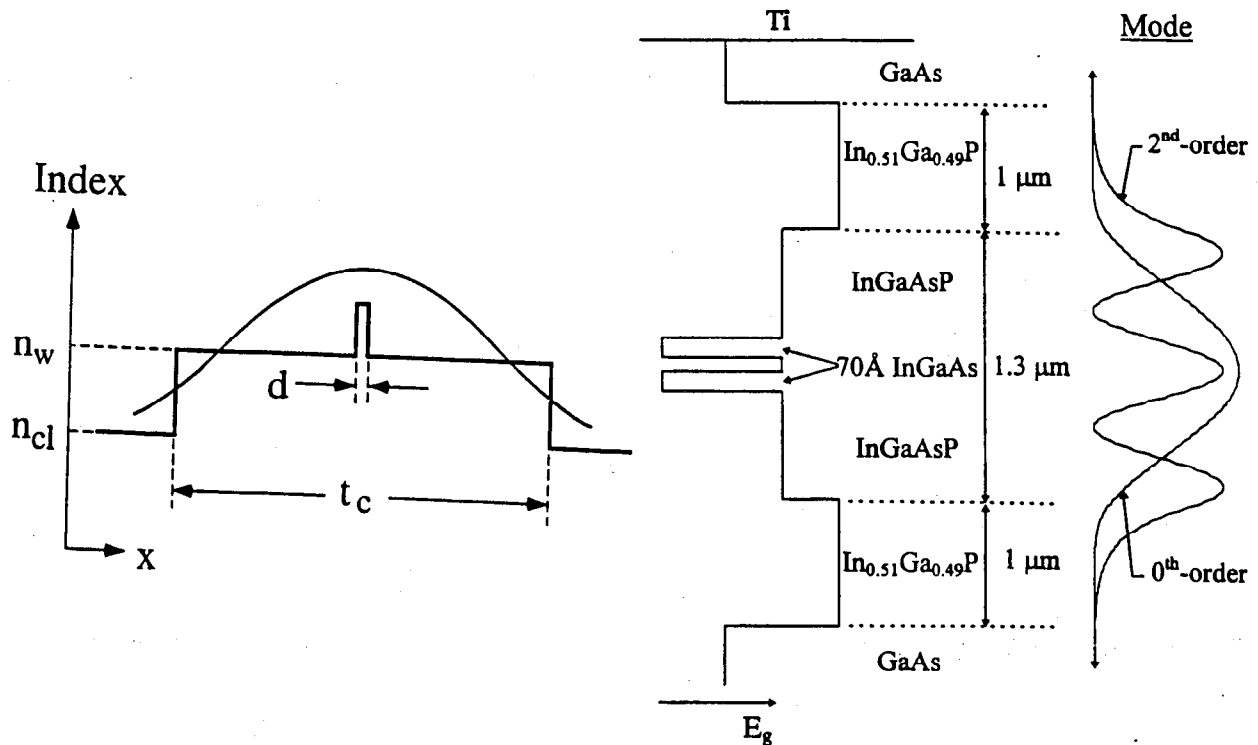 Index
n_w
n_cl
d
t_c
x
Ti
GaAs
In₀.₅₁Ga₀.₄₉P
1 μm
InGaAsP
70Å InGaAs
1.3 μm
InGaAsP
In₀.₅₁Ga₀.₄₉P
1 μm
GaAs
E_g
Mode
2ⁿᵈ-order
0ᵗʰ-order